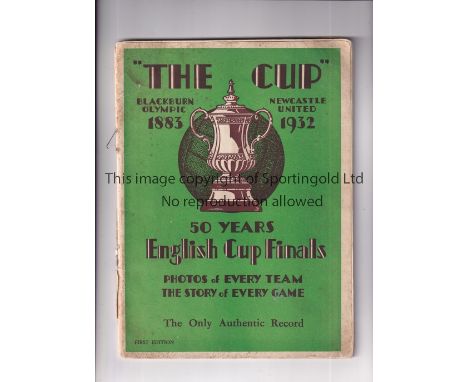 "THE CUP"
BLACKBURN OLYMPIC 1883
NEWCASTLE UNITED 1932
This image copyright of Sportingold Ltd
No reproduction allowed
50 YEARS
English Cup Finals
PHOTOS of EVERY TEAM
THE STORY of EVERY GAME
The Only Authentic Record
FIRST EDITION